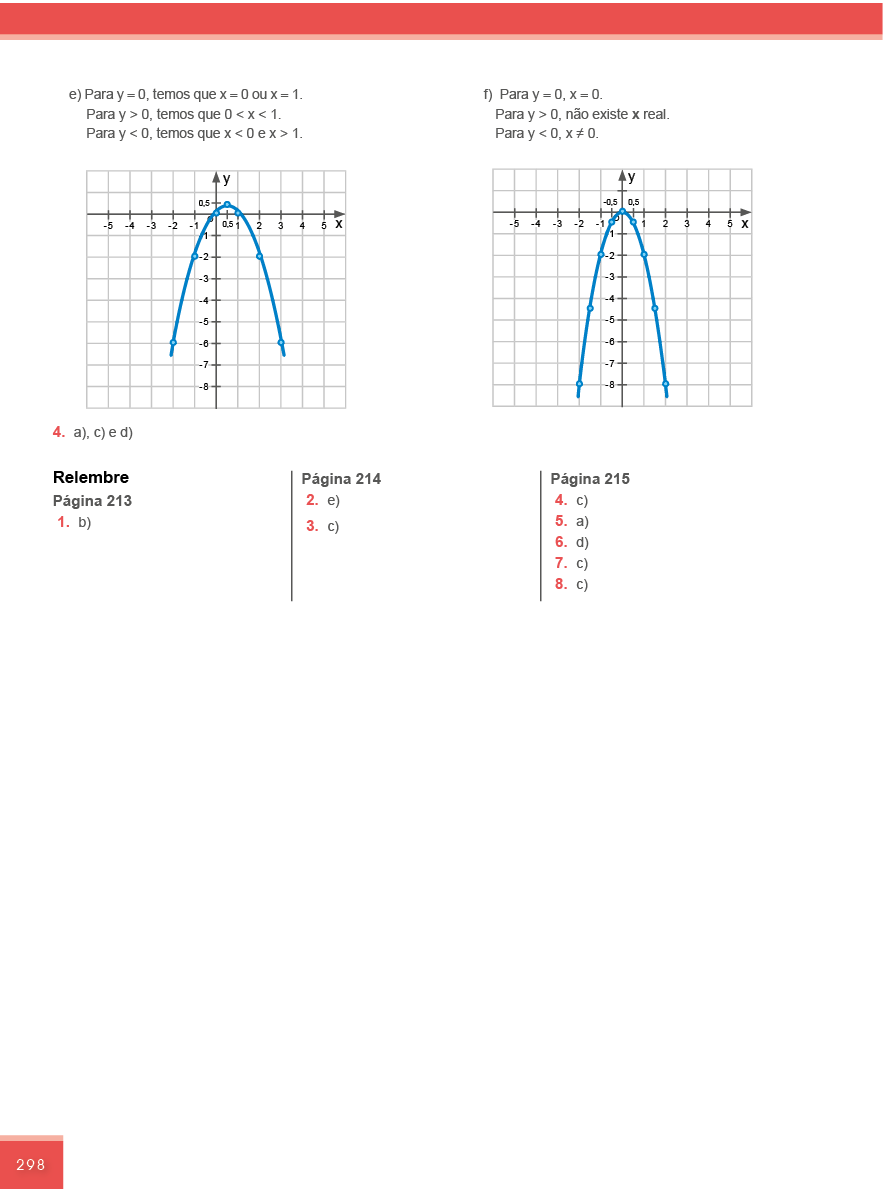 e) Para y = 0, temos que x = 0 ou x = 1.
Para y > 0, temos que 0 < x < 1.
Para y < 0, temos que x < 0 e x > 1.
y
0,5
0
-5 -4 -3 -2 -1 0,5 1 2 3 4 5 x
-1
-2
-3
-4
-5
-6
-7
-8
f) Para y = 0, x = 0.
Para y > 0, não existe x real.
Para y < 0, x ≠ 0.
y
-0,5 0,5
0
-5 -4 -3 -2 -1 1 2 3 4 5 x
-1
-2
-3
-4
-5
-6
-7
-8
4. a), c) e d)
Relembre
Página 213
1. b)
Página 214
2. e)
3. c)
Página 215
4. c)
5. a)
6. d)
7. c)
8. c)
298